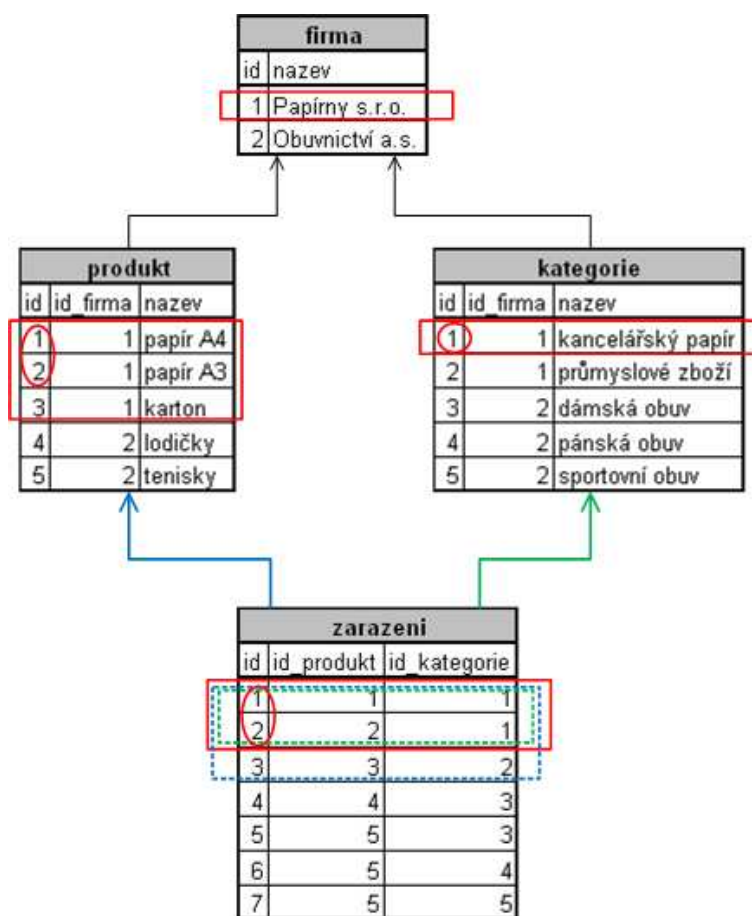 firma
id nazev
1 Papírny s.r.o.
2 Obuvnictví a.s.
produkt
id id_firma nazev
1 1 papír A4
2 1 papír A3
3 1 karton
4 2 lodičky
5 2 tenisky
kategorie
id id_firma nazev
1 1 kancelářský papír
2 1 průmyslové zboží
3 2 dámská obuv
4 2 pánská obuv
5 2 sportovní obuv
zarazeni
id id_produkt id_kategorie
1 1 1
2 2 1
3 3 2
4 4 3
5 5 3
6 5 4
7 5 5